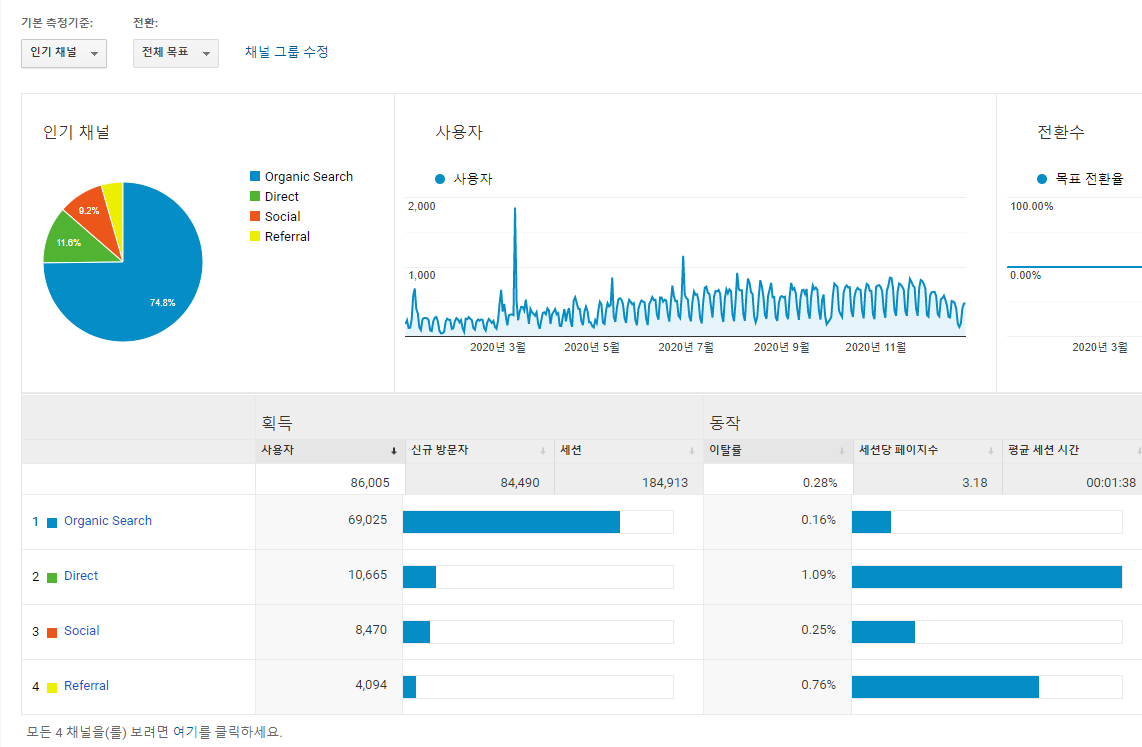 기본 측정기준: 전환:
인기 채널 전체 목표 채널 그룹 수정
인기 채널
Organic Search
Direct
Social
Referral
9.2%
11.6%
74.8%
사용자
사용자
2,000
1,000
2020년 3월 2020년 5월 2020년 7월 2020년 9월 2020년 11월
전환수
목표 전환율
100.00%
0.00%
2020년 3월
획득 동작
사용자 신규 방문자 세션 이탈률 세션당 페이지수 평균 세션 시간
86,005 84,490 184,913 0.28% 3.18 00:01:38
1 Organic Search 69,025 0.16%
2 Direct 10,665 1.09%
3 Social 8,470 0.25%
4 Referral 4,094 0.76%
모든 4 채널을(를) 보려면 여기를 클릭하세요.